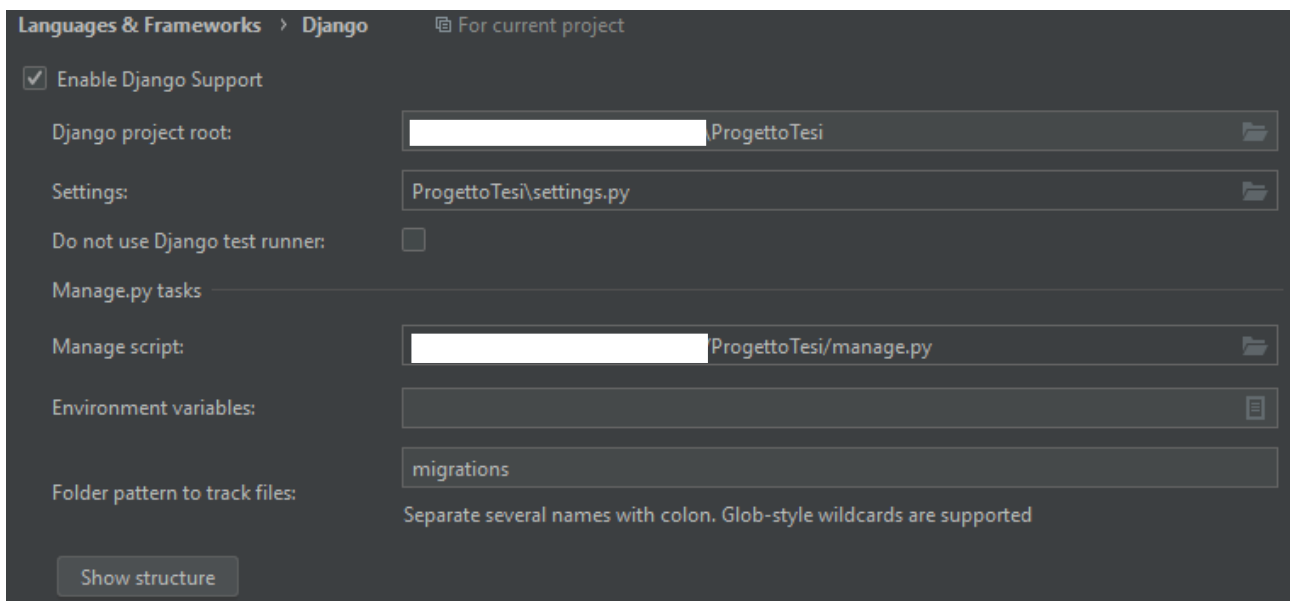 Languages & Frameworks › Django For current project
Enable Django Support
Django project root: \ProgettoTesi
Settings: ProgettoTesi\settings.py
Do not use Django test runner:
Manage.py tasks
Manage script: /ProgettoTesi/manage.py
Environment variables:
migrations
Folder pattern to track files:
Separate several names with colon. Glob-style wildcards are supported
Show structure